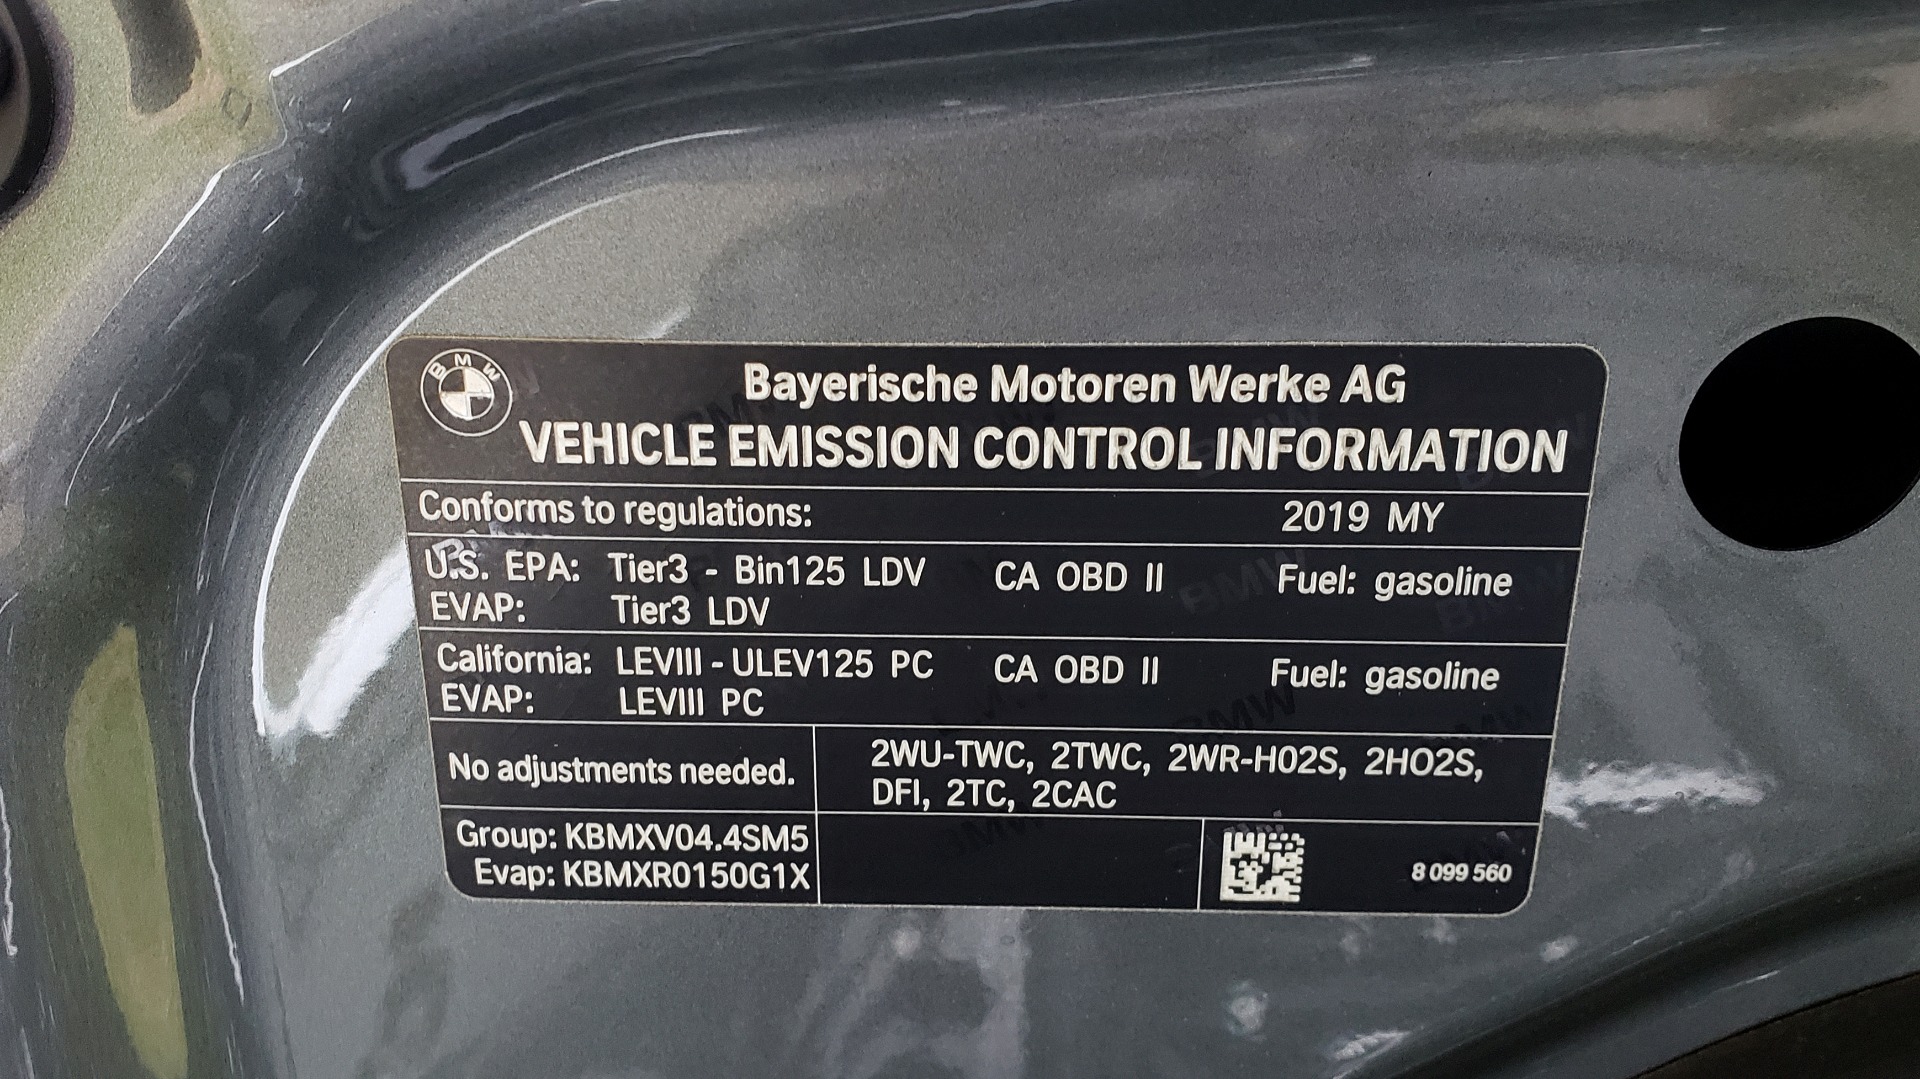 BMW
Bayerische Motoren Werke AG
VEHICLE EMISSION CONTROL INFORMATION
Conforms to regulations: 2019 MY
U.S. EPA: Tier3 - Bin125 LDV CA OBD II Fuel: gasoline
EVAP: Tier3 LDV
California: LEVIII - ULEV125 PC CA OBD II Fuel: gasoline
EVAP: LEVIII PC
No adjustments needed.
2WU-TWC, 2TWC, 2WR-HO2S, 2HO2S,
DFI, 2TC, 2CAC
Group: KBMXV04.4SM5
Evap: KBMXR0150G1X
8 099 560